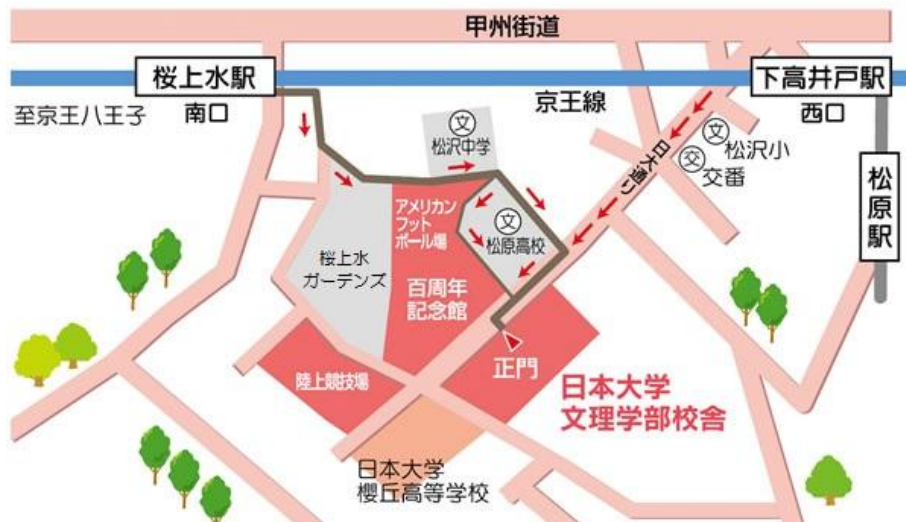 甲州街道
桜上水駅
下高井戸駅
至京王八王子
南口
京王線
西口
文
松沢中学
日大通り
文
松沢小
交
交番
松原駅
アメリカン
フット
ボール場
文
松原高校
桜上水
ガーデンズ
百周年
記念館
正門
陸上競技場
日本大学
文理学部校舎
日本大学
櫻丘高等学校